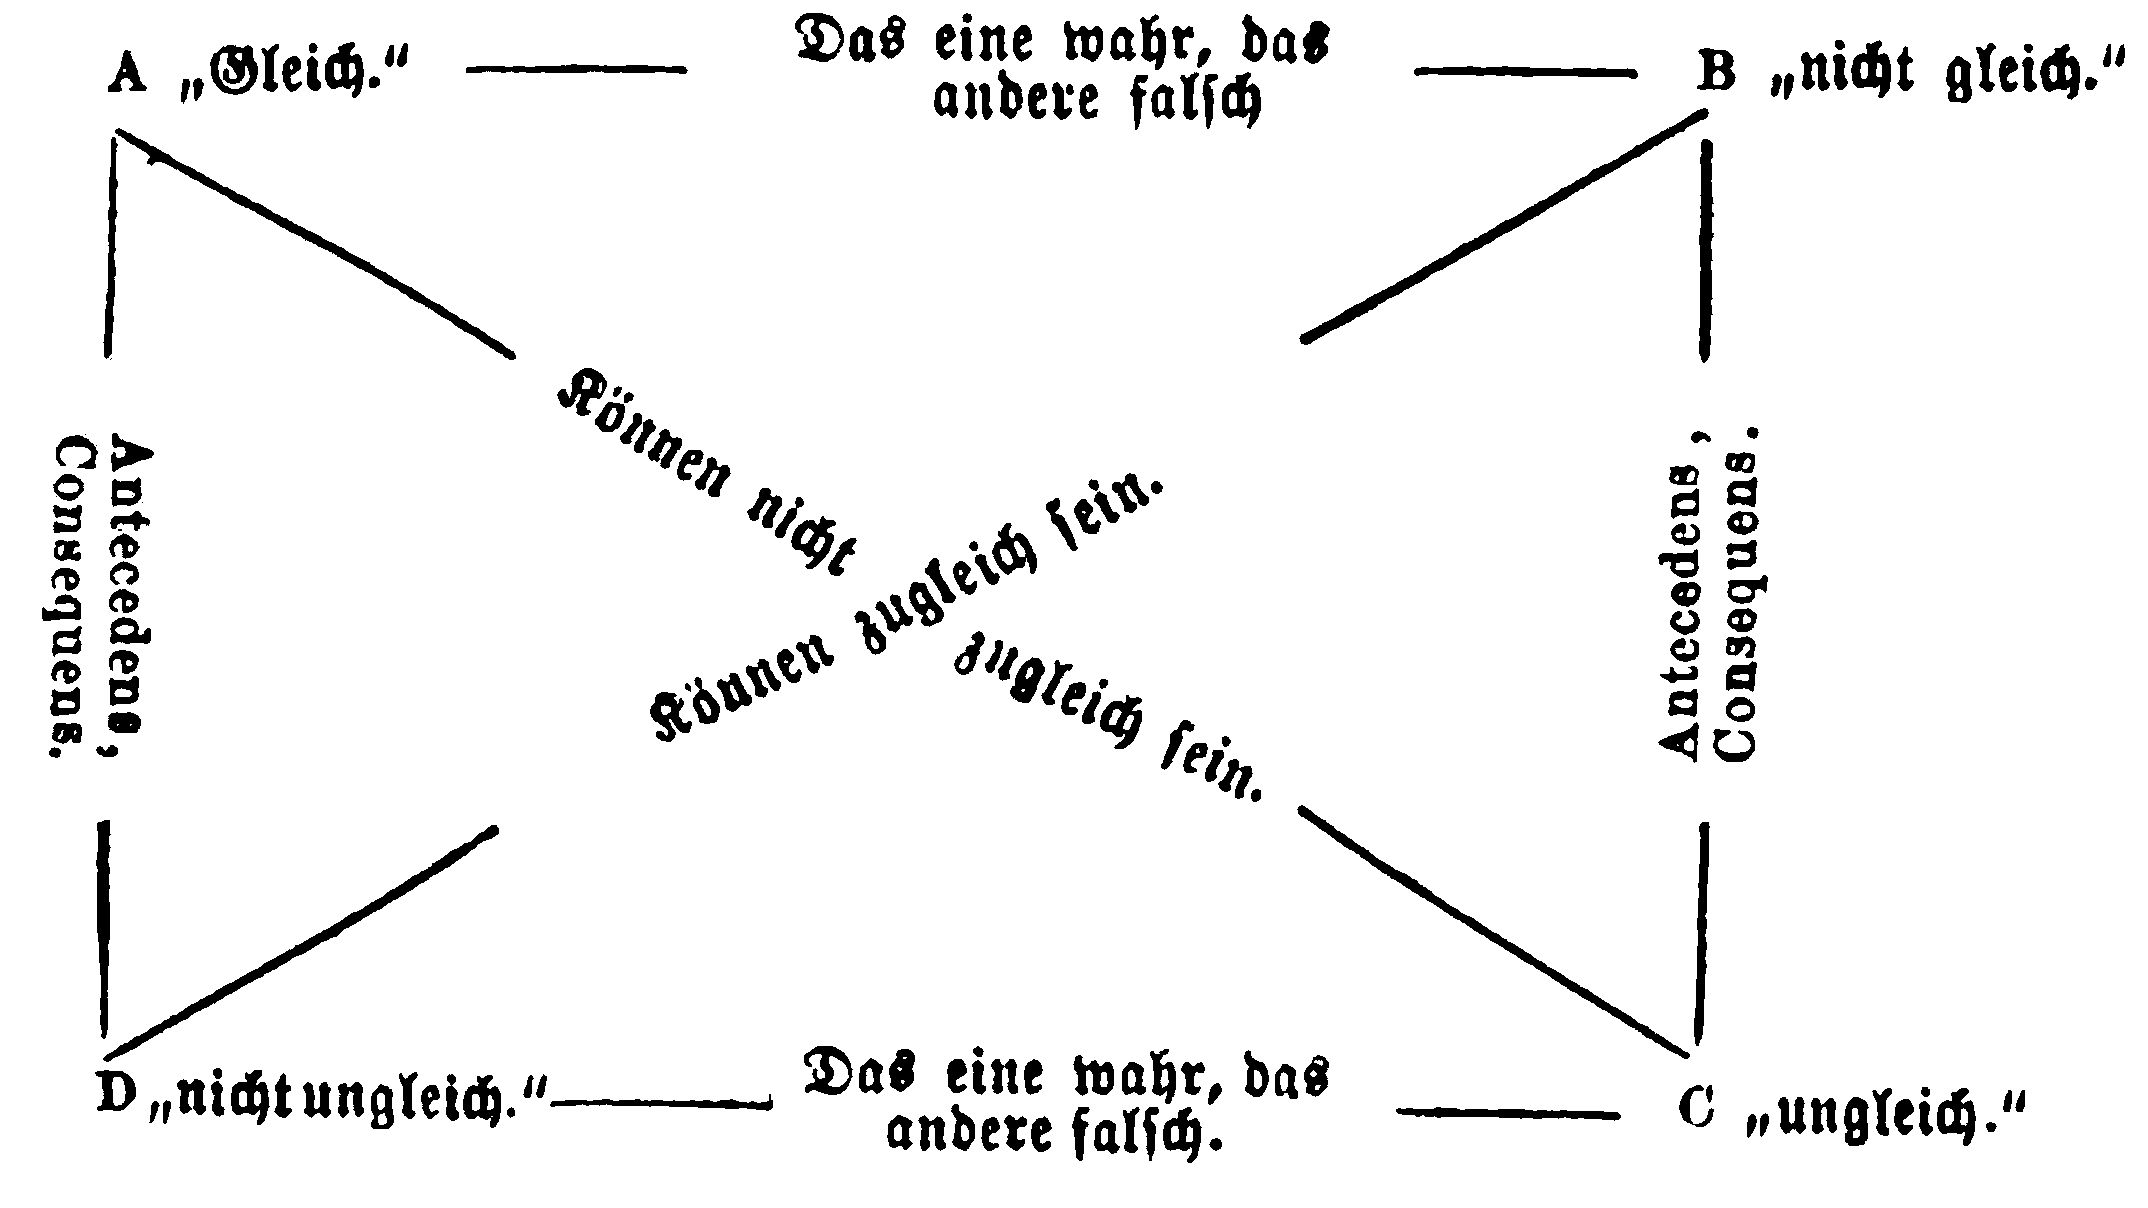 A „Gleich.“
Das eine wahr, das
andere falsch
B „nicht gleich.“
Antecedens,
Consequens.
Können nicht
zugleich sein.
Können zugleich sein.
Antecedens,
Consequens.
D „nicht ungleich.“
Das eine wahr, das
andere falsch.
C „ungleich.“